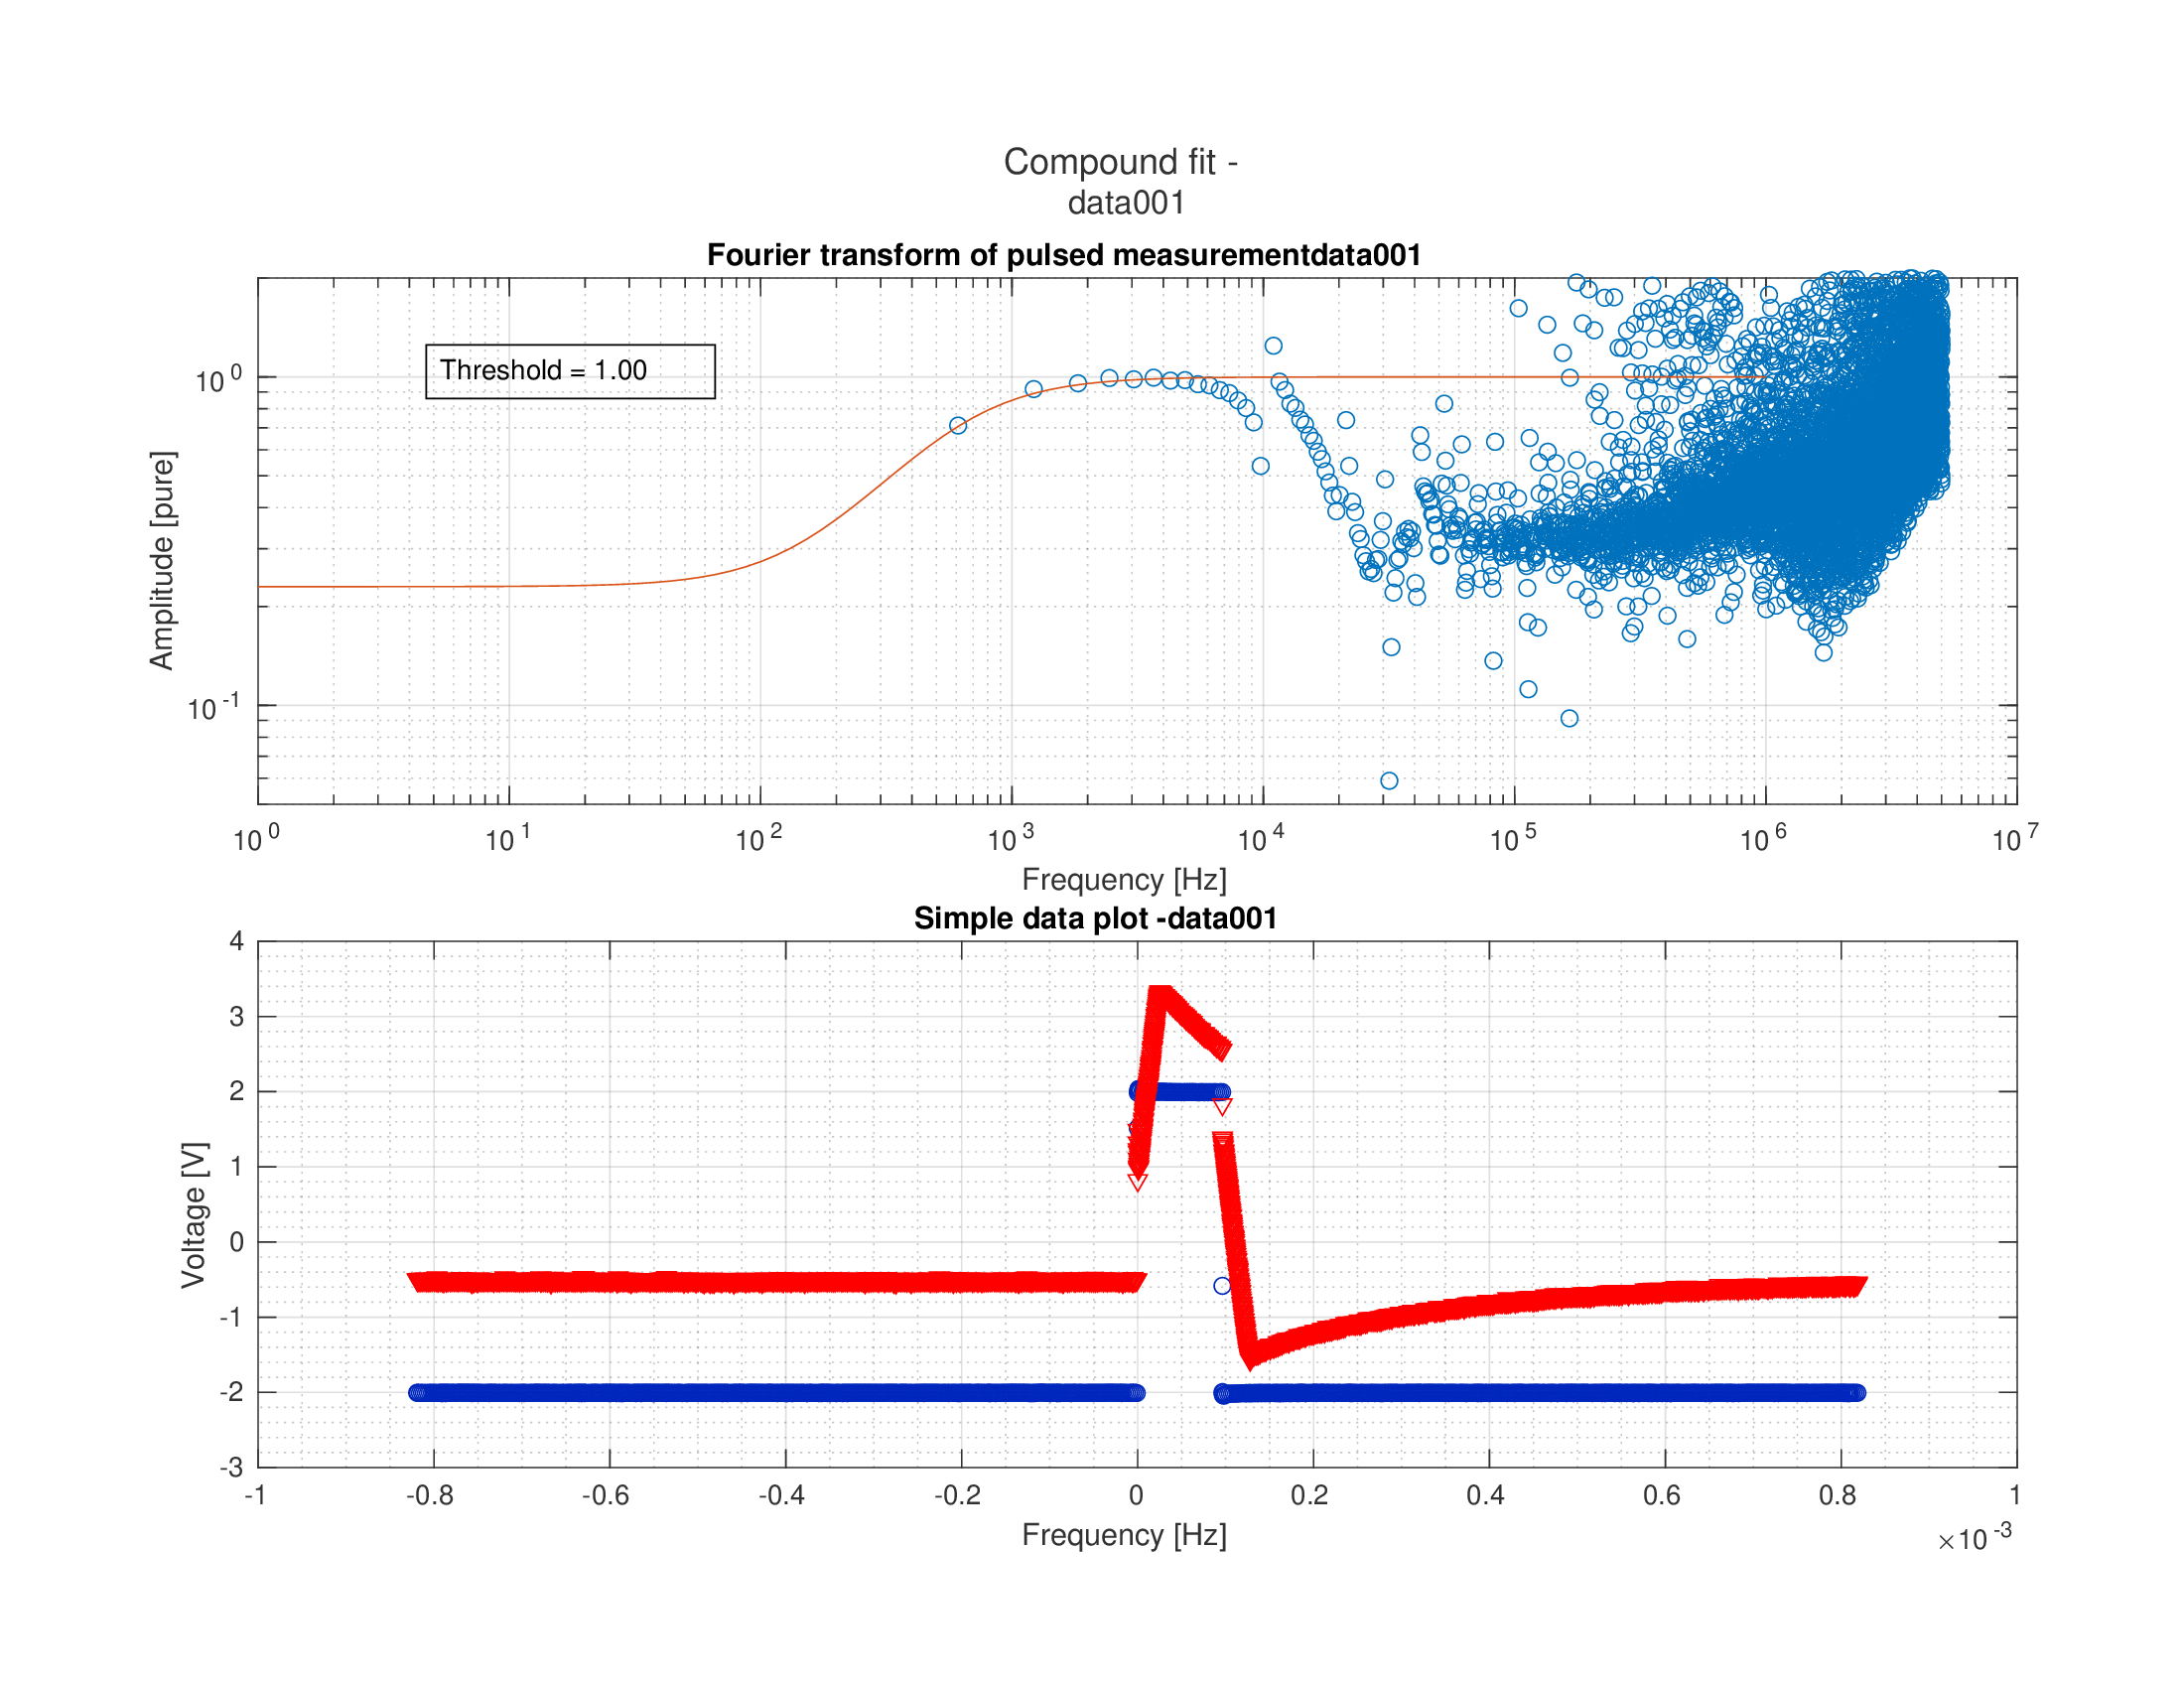 Compound fit -
data001
Fourier transform of pulsed measurementdata001
Amplitude [pure]
10^0
10^-1
Threshold = 1.00
10^0 10^1 10^2 10^3 10^4 10^5 10^6 10^7
Frequency [Hz]
Simple data plot -data001
Voltage [V]
4
3
2
1
0
-1
-2
-3
-1 -0.8 -0.6 -0.4 -0.2 0 0.2 0.4 0.6 0.8 1
Frequency [Hz]
×10^-3